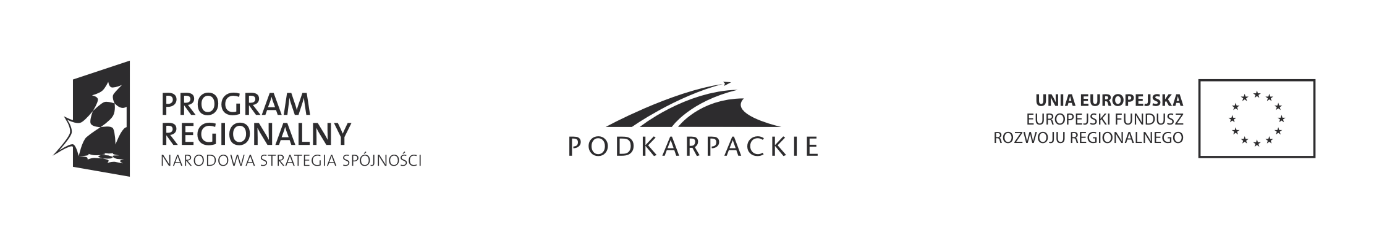 PROGRAM
REGIONALNY
NARODOWA STRATEGIA SPÓJNOŚCI
PODKARPACKIE
UNIA EUROPEJSKA
EUROPEJSKI FUNDUSZ
ROZWOJU REGIONALNEGO